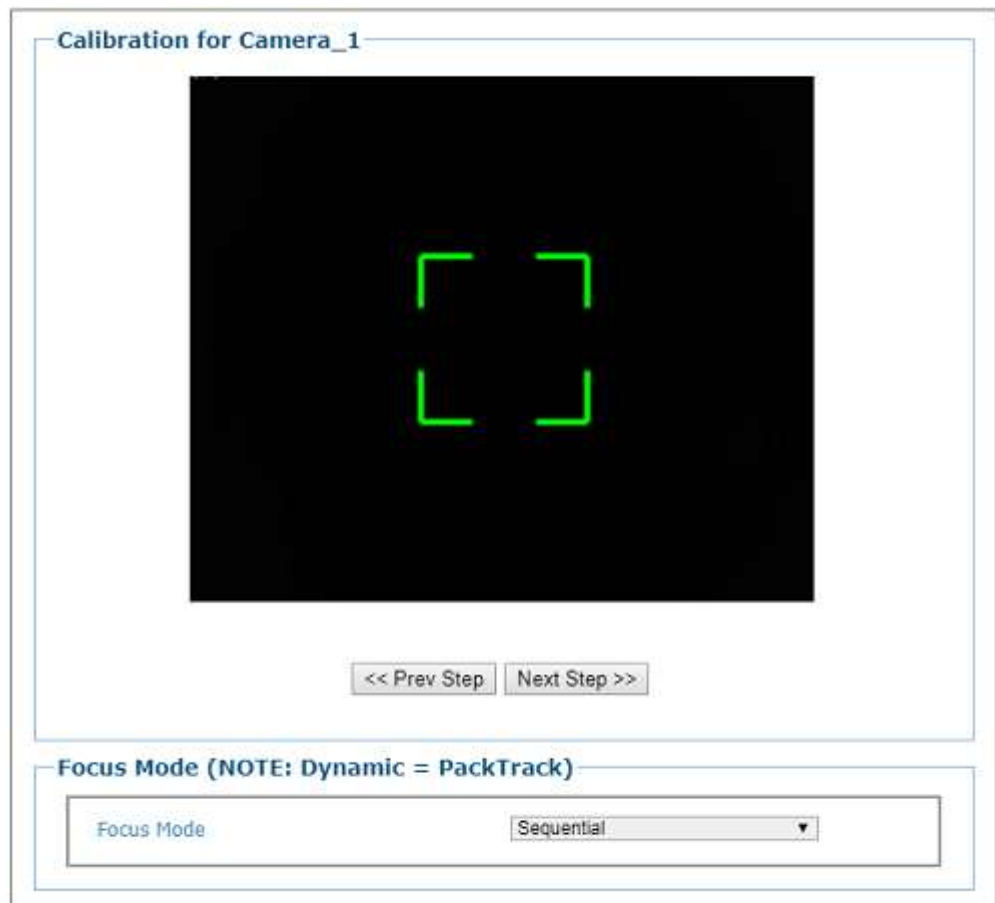 Calibration for Camera_1
<< Prev Step Next Step >>
Focus Mode (NOTE: Dynamic = PackTrack)
Focus Mode Sequential